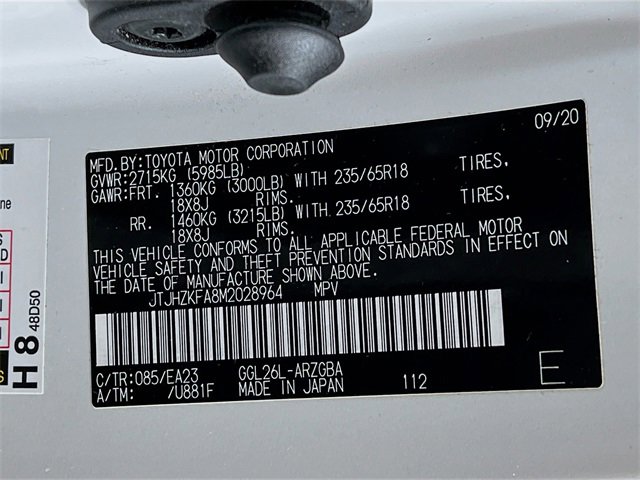 09/20
MFD.BY:TOYOTA MOTOR CORPORATION
GVWR:2715KG (5985LB)
GAWR:FRT. 1360KG (3000LB) WITH 235/65R18 TIRES,
18X8J RIMS.
RR. 1460KG (3215LB) WITH 235/65R18 TIRES,
18X8J RIMS.
THIS VEHICLE CONFORMS TO ALL APPLICABLE FEDERAL MOTOR
VEHICLE SAFETY AND THEFT PREVENTION STANDARDS IN EFFECT ON
THE DATE OF MANUFACTURE SHOWN ABOVE.
JTJHZKFA8M2028964 MPV
C/TR:085/EA23 GGL26L-ARZGBA
A/TM: /U881F MADE IN JAPAN 112 E
H8
48D50